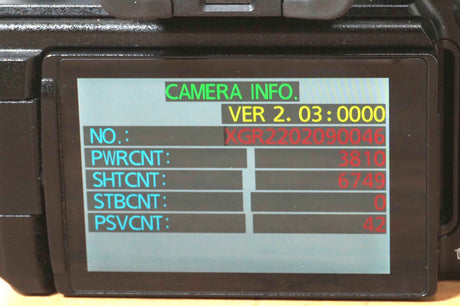 CAMERA INFO.
VER 2. 03:0000
NO.: XGR2202090046
PWRCNT: 3810
SHTCNT: 6749
STBCNT: 0
PSVCNT: 42